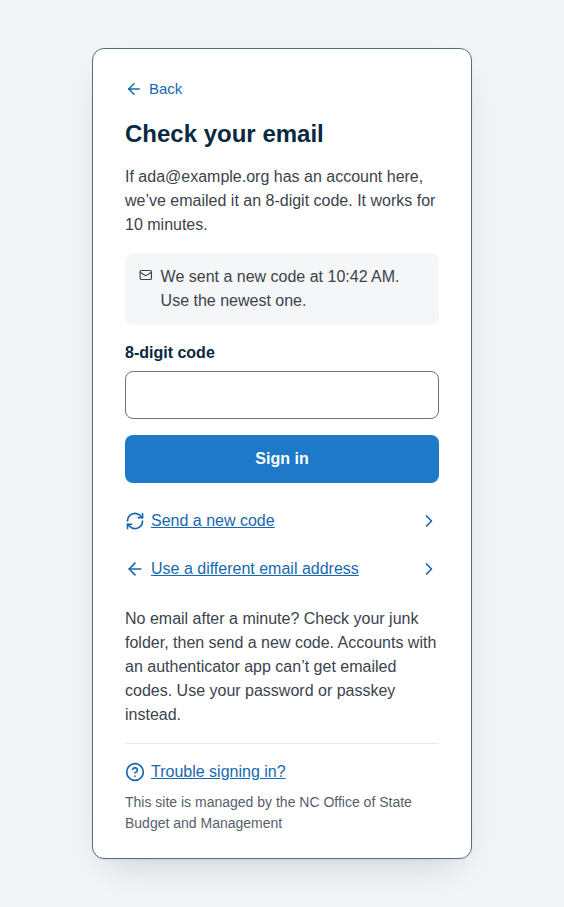 Back
Check your email
If ada@example.org has an account here,
we’ve emailed it an 8-digit code. It works for
10 minutes.
We sent a new code at 10:42 AM.
Use the newest one.
8-digit code
Sign in
Send a new code
Use a different email address
No email after a minute? Check your junk
folder, then send a new code. Accounts with
an authenticator app can’t get emailed
codes. Use your password or passkey
instead.
Trouble signing in?
This site is managed by the NC Office of State
Budget and Management